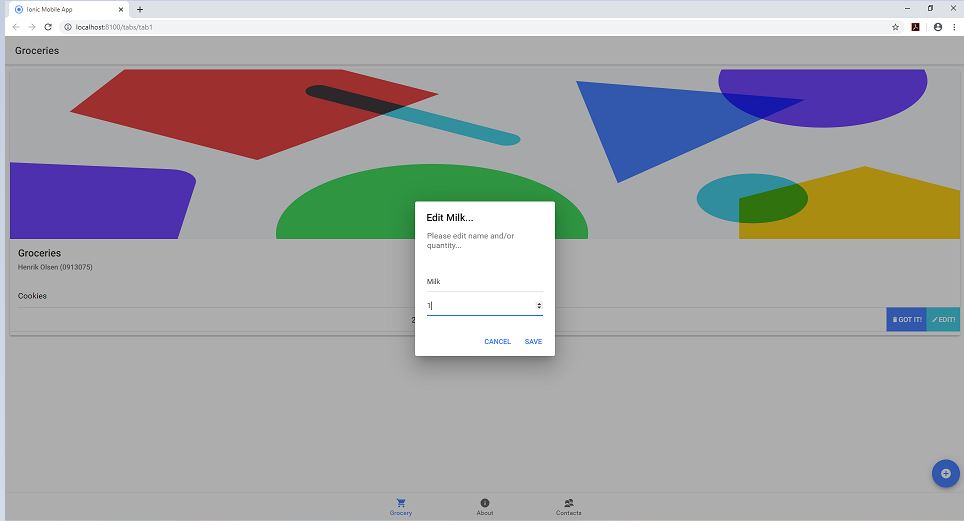 Ionic Mobile App
localhost:8100/tabs/tab1
Groceries
Groceries
Henrik Olsen (0913075)
Cookies
2
GOT IT!
EDIT!
Edit Milk...
Please edit name and/or
quantity...
Milk
1
CANCEL
SAVE
Grocery
About
Contacts